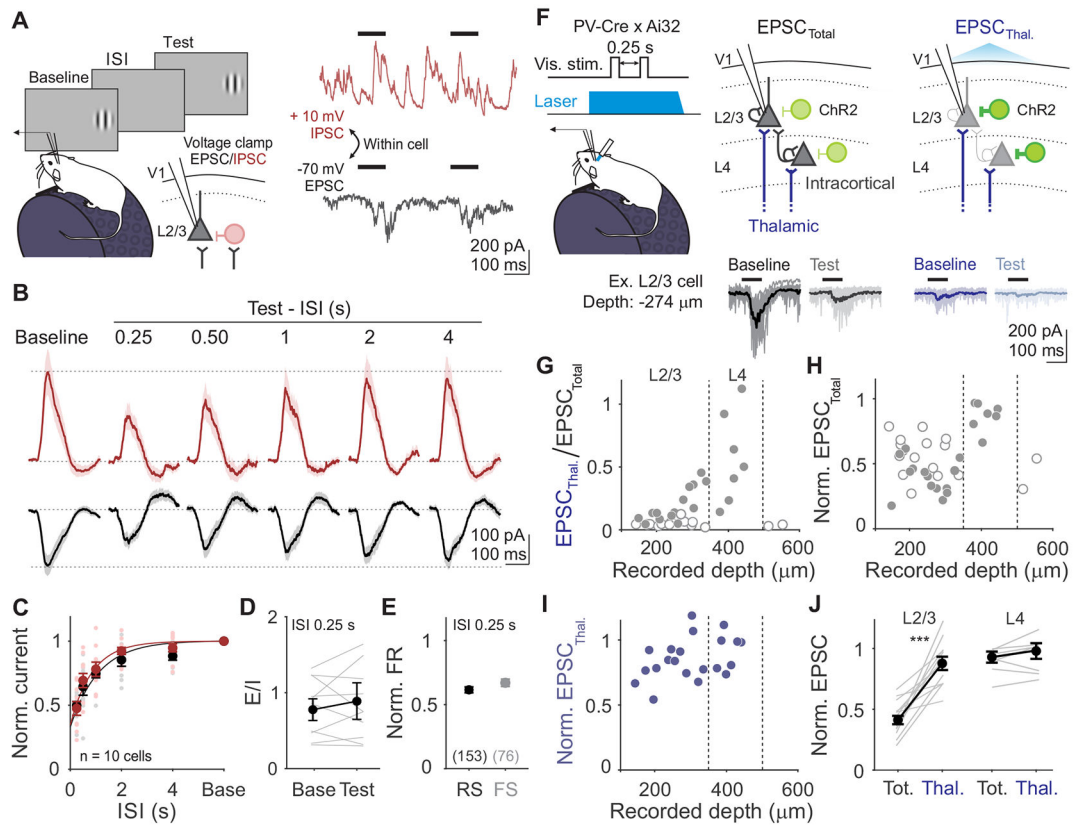 A
Test
ISI
Baseline
Voltage clamp
EPSC/IPSC
V1
L2/3
+ 10 mV
IPSC
Within cell
-70 mV
EPSC
200 pA
100 ms
B
Test - ISI (s)
Baseline 0.25 0.50 1 2 4
100 pA
100 ms
C
Norm. current
1
0.5
0
n = 10 cells
0 2 4 Base
ISI (s)
D
ISI 0.25 s
E/I
2
1
0
Base Test
E
ISI 0.25 s
Norm. FR
1
0.5
0
(153) (76)
RS FS
F
PV-Cre x Ai32
0.25 s
Vis. stim.
Laser
EPSCTotal
V1
L2/3
ChR2
L4
Intracortical
Thalamic
EPSCThal.
V1
L2/3
ChR2
L4
Ex. L2/3 cell
Depth: -274 μm
Baseline Test
Baseline Test
200 pA
100 ms
G
L2/3 L4
EPSCThal./EPSCTotal
1
0.5
0
200 400 600
Recorded depth (μm)
H
Norm. EPSCTotal
1
0.5
0
200 400 600
Recorded depth (μm)
I
Norm. EPSCThal.
1
0.5
0
200 400 600
Recorded depth (μm)
J
L2/3 L4
***
Norm. EPSC
1
0.5
0
Tot. Thal. Tot. Thal.